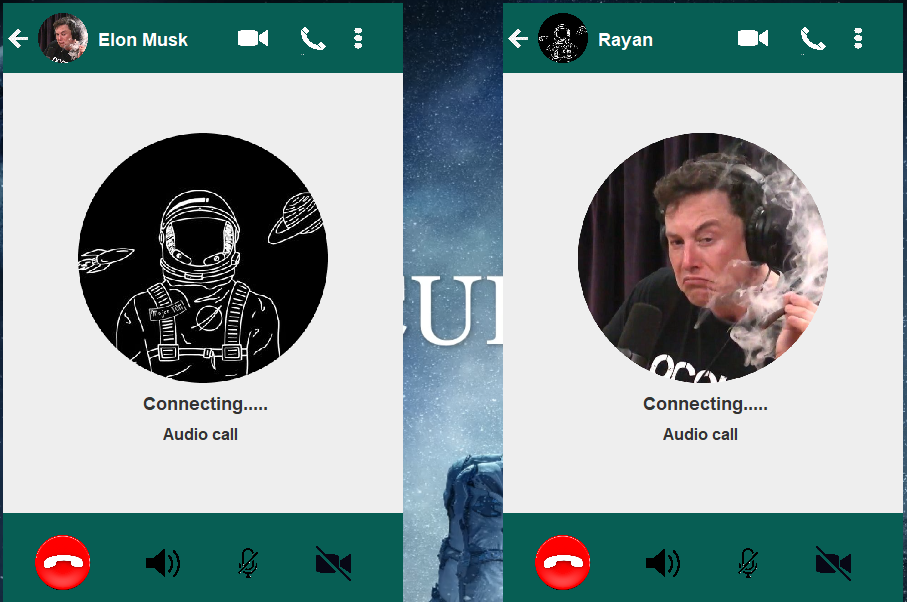 Elon Musk
Connecting.....
Audio call
Rayan
Connecting.....
Audio call